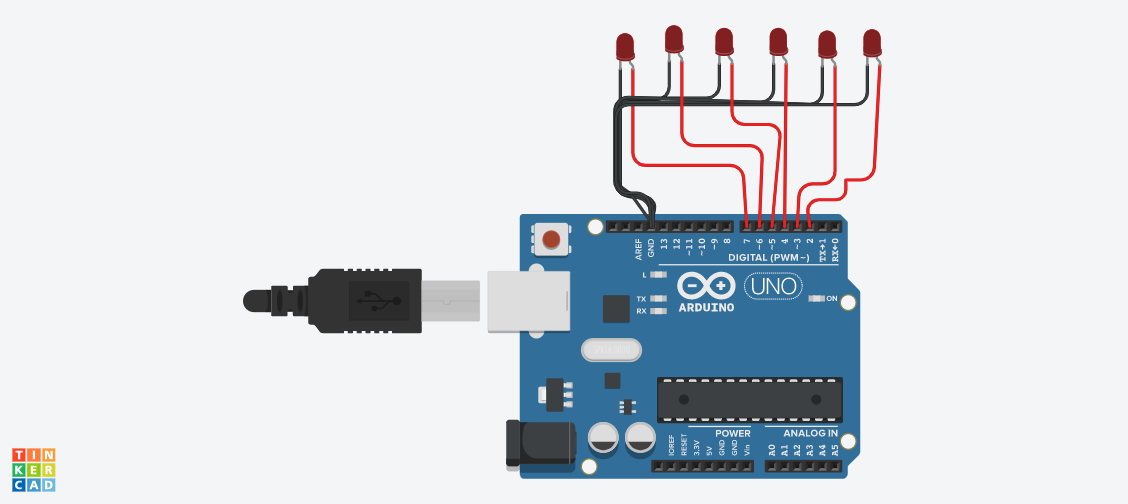 AREF
GND
13
12
~11
~10
~9
8
7
~6
~5
4
~3
2
TX→1
RX←0
DIGITAL (PWM~)
L
TX
RX
ARDUINO
UNO
ON
POWER
ANALOG IN
IOREF
RESET
3.3V
5V
GND
GND
Vin
A0
A1
A2
A3
A4
A5
TIN
KER
CAD